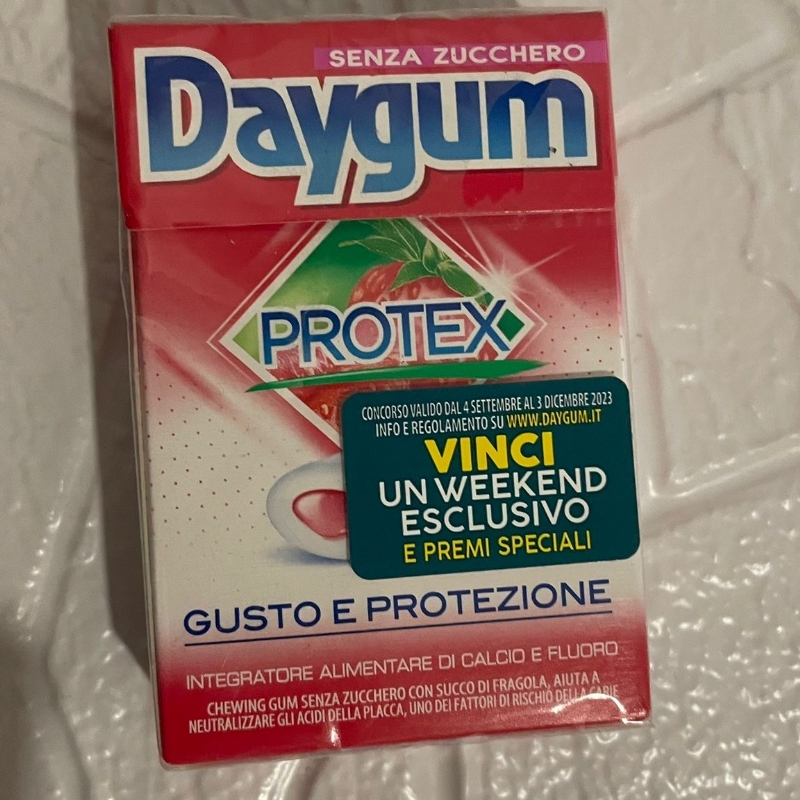 SENZA ZUCCHERO
Daygum
PROTEX
CONCORSO VALIDO DAL 4 SETTEMBRE AL 3 DICEMBRE 2023
INFO E REGOLAMENTO SU WWW.DAYGUM.IT
VINCI
UN WEEKEND
ESCLUSIVO
E PREMI SPECIALI
GUSTO E PROTEZIONE
INTEGRATORE ALIMENTARE DI CALCIO E FLUORO
CHEWING GUM SENZA ZUCCHERO CON SUCCO DI FRAGOLA, AIUTA A
NEUTRALIZZARE GLI ACIDI DELLA PLACCA, UNO DEI FATTORI DI RISCHIO DELLA CARIE